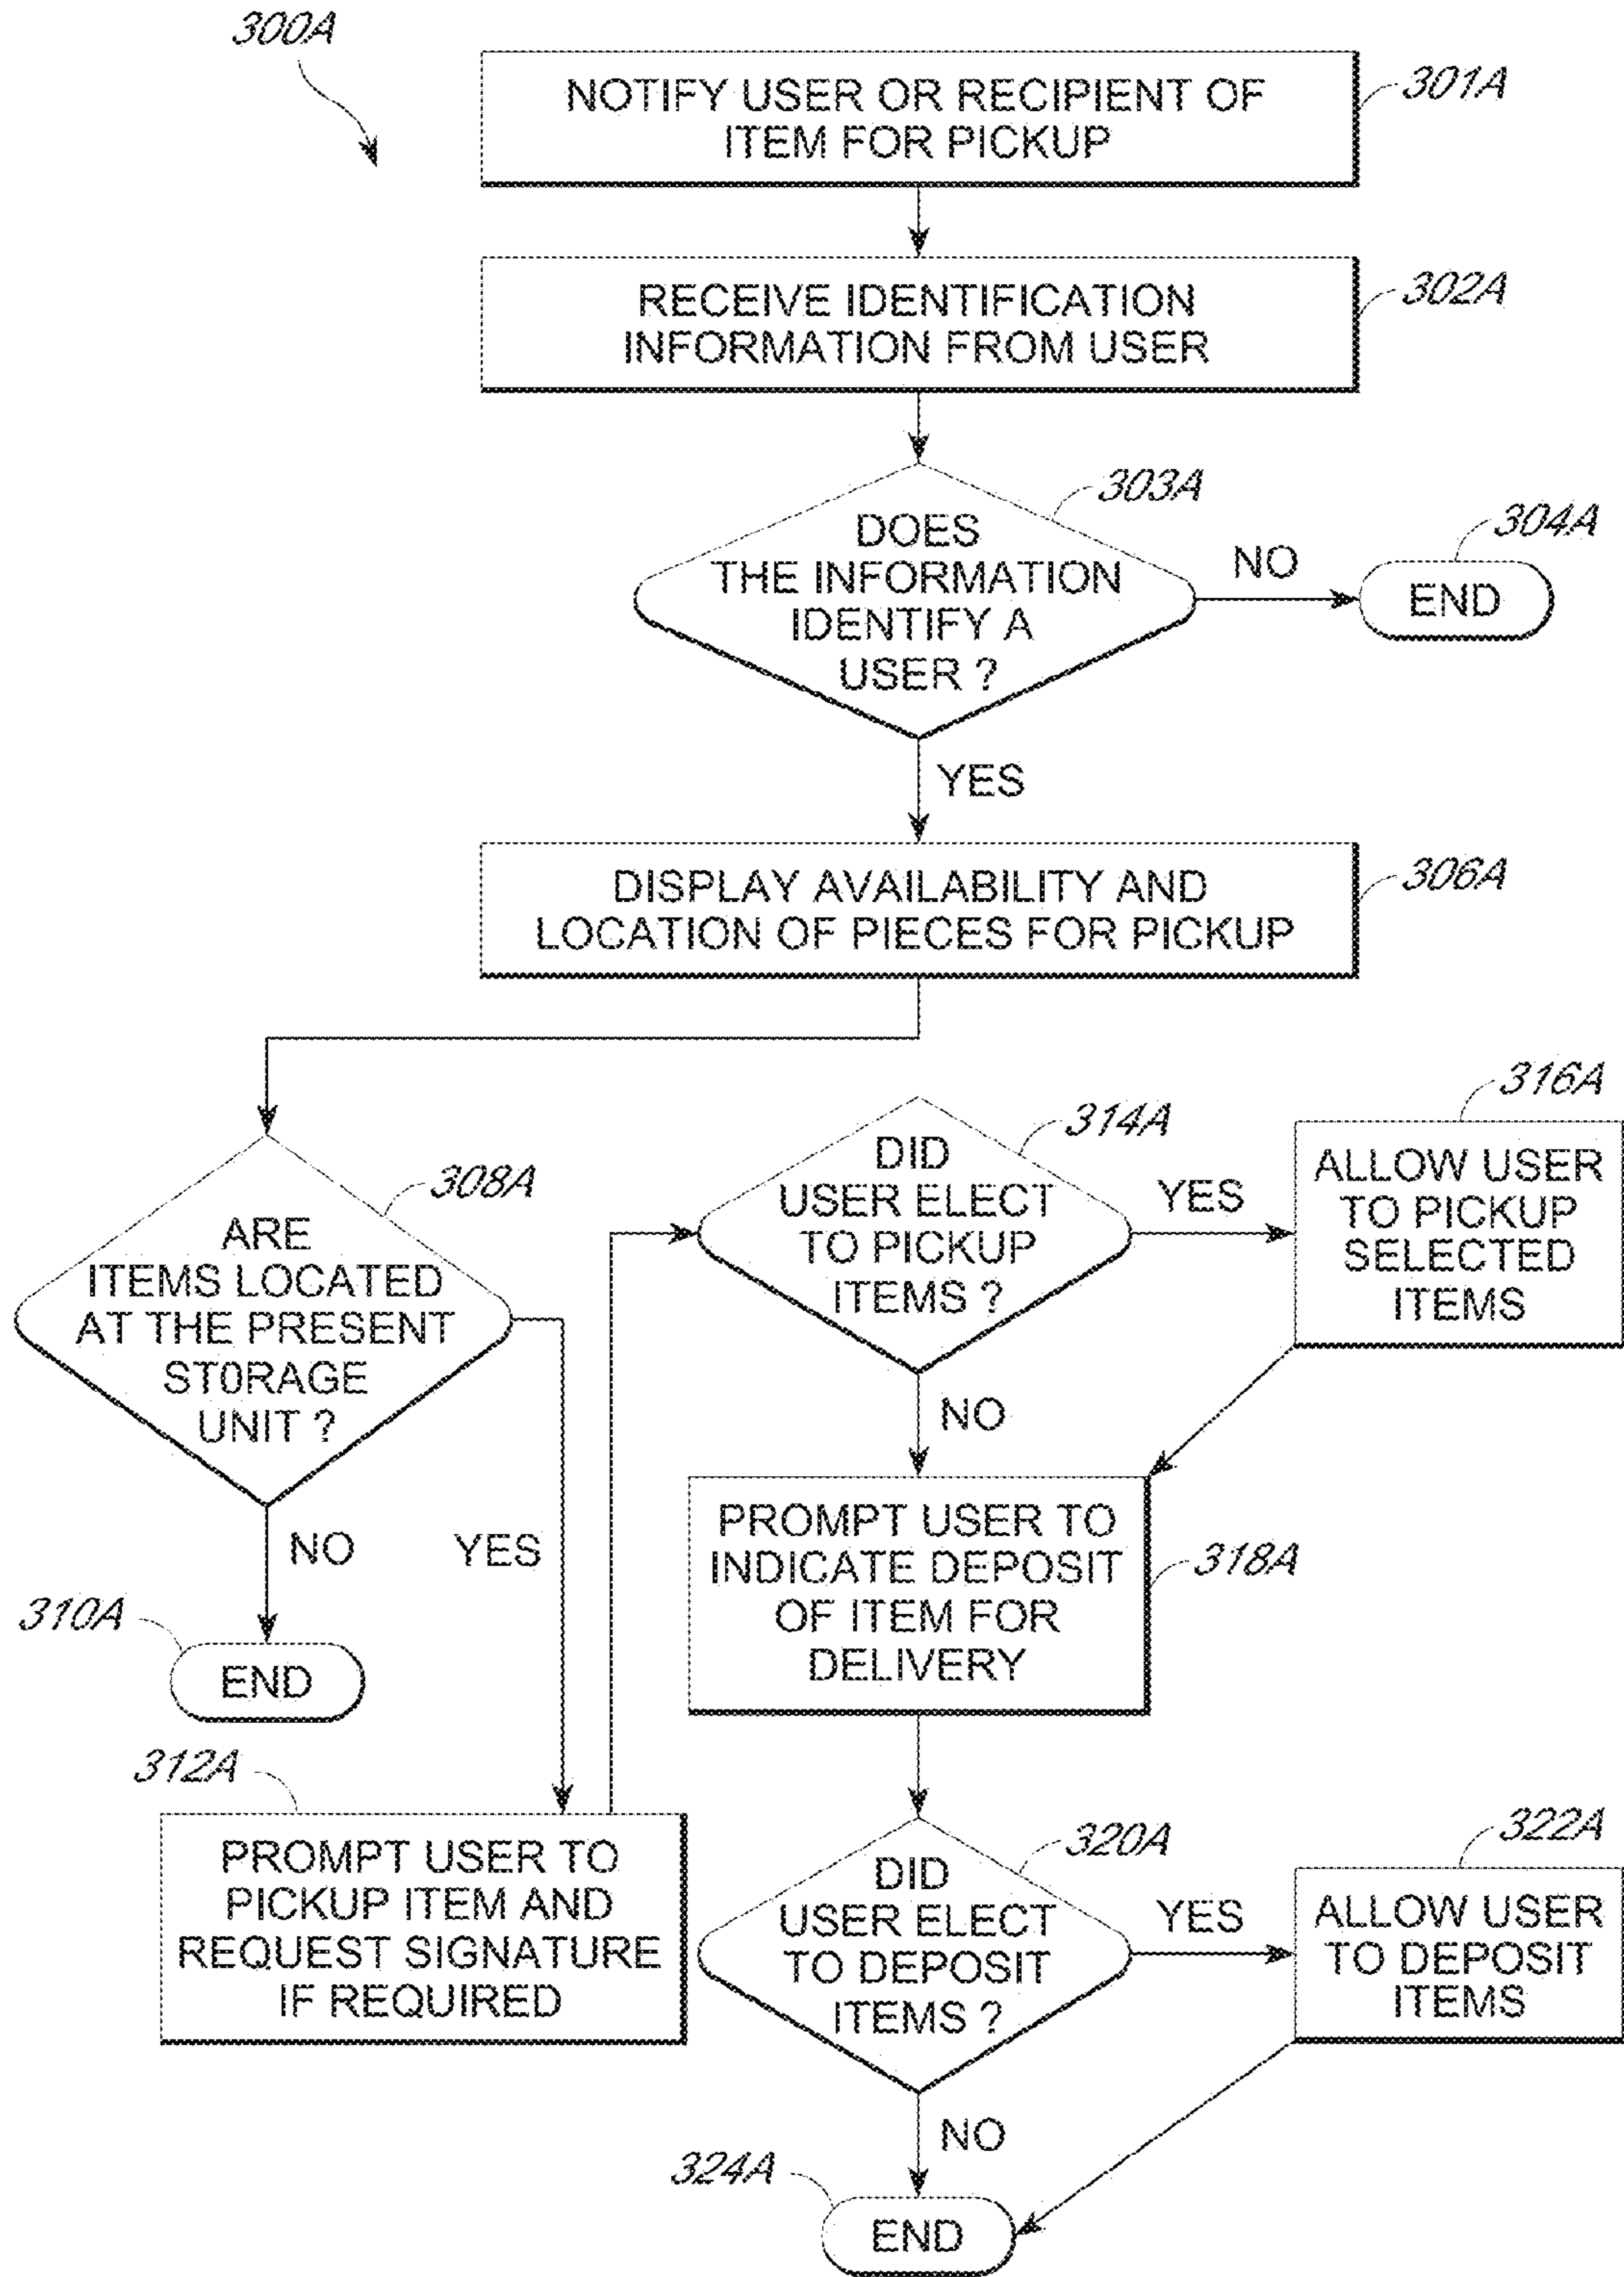 300A
NOTIFY USER OR RECIPIENT OF
ITEM FOR PICKUP
301A
RECEIVE IDENTIFICATION
INFORMATION FROM USER
302A
DOES
THE INFORMATION
IDENTIFY A
USER ?
303A
NO
304A
END
YES
DISPLAY AVAILABILITY AND
LOCATION OF PIECES FOR PICKUP
306A
ARE
ITEMS LOCATED
AT THE PRESENT
ST0RAGE
UNIT ?
308A
NO
YES
310A
END
312A
PROMPT USER TO
PICKUP ITEM AND
REQUEST SIGNATURE
IF REQUIRED
DID
USER ELECT
TO PICKUP
ITEMS ?
314A
YES
316A
ALLOW USER
TO PICKUP
SELECTED
ITEMS
NO
PROMPT USER TO
INDICATE DEPOSIT
OF ITEM FOR
DELIVERY
318A
DID
USER ELECT
TO DEPOSIT
ITEMS ?
320A
YES
322A
ALLOW USER
TO DEPOSIT
ITEMS
NO
324A
END